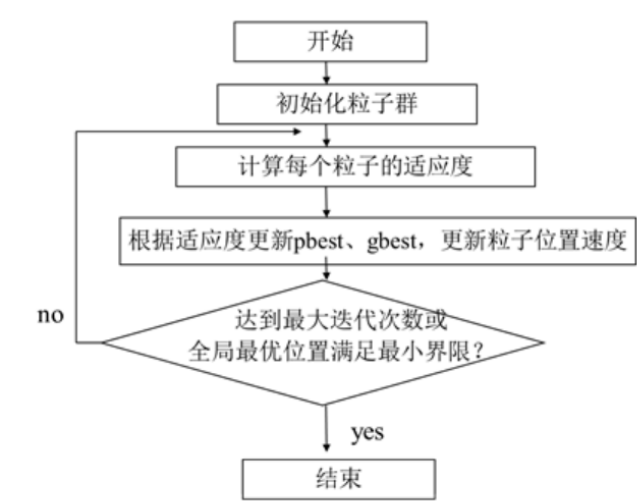 开始
初始化粒子群
计算每个粒子的适应度
根据适应度更新pbest、gbest，更新粒子位置速度
no
达到最大迭代次数或
全局最优位置满足最小界限？
yes
结束